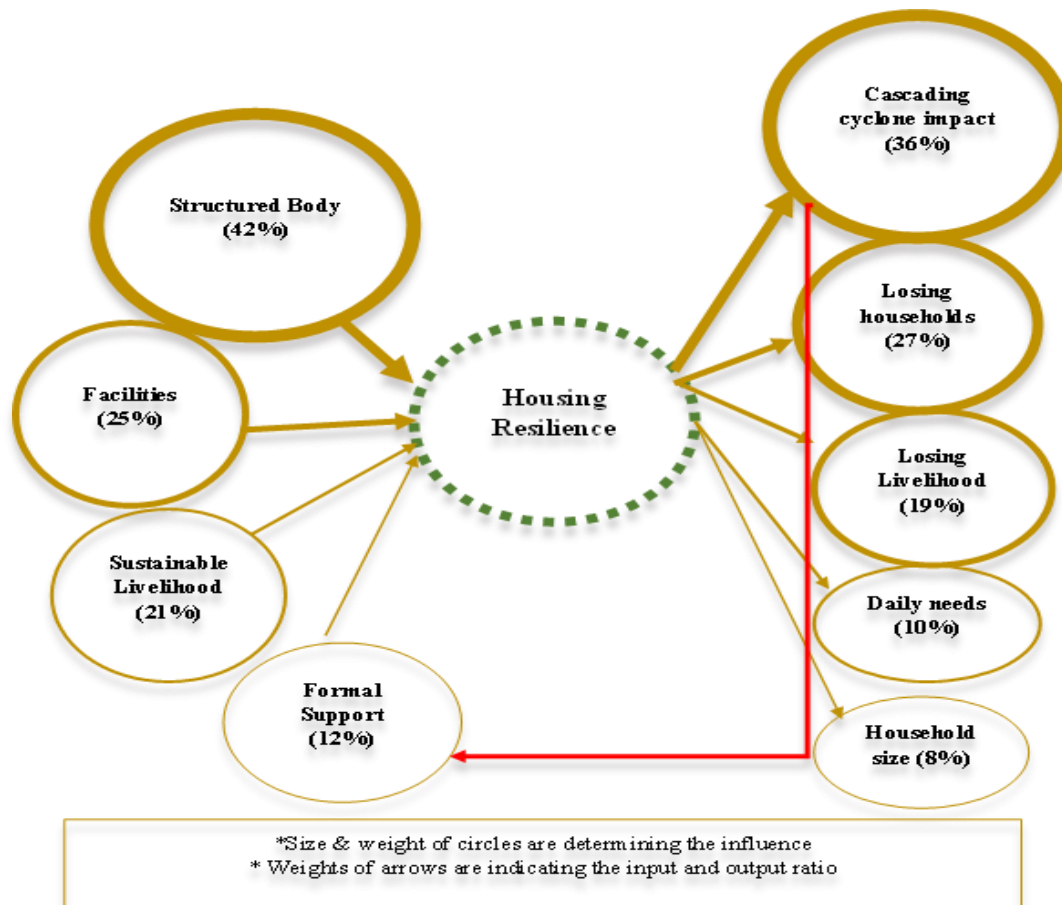 Cascading
cyclone impact
(36%)
Structured Body
(42%)
Losing
households
(27%)
Facilities
(25%)
Housing
Resilience
Losing
Livelihood
(19%)
Sustainable
Livelihood
(21%)
Daily needs
(10%)
Formal
Support
(12%)
Household
size (8%)
*Size & weight of circles are determining the influence
* Weights of arrows are indicating the input and output ratio